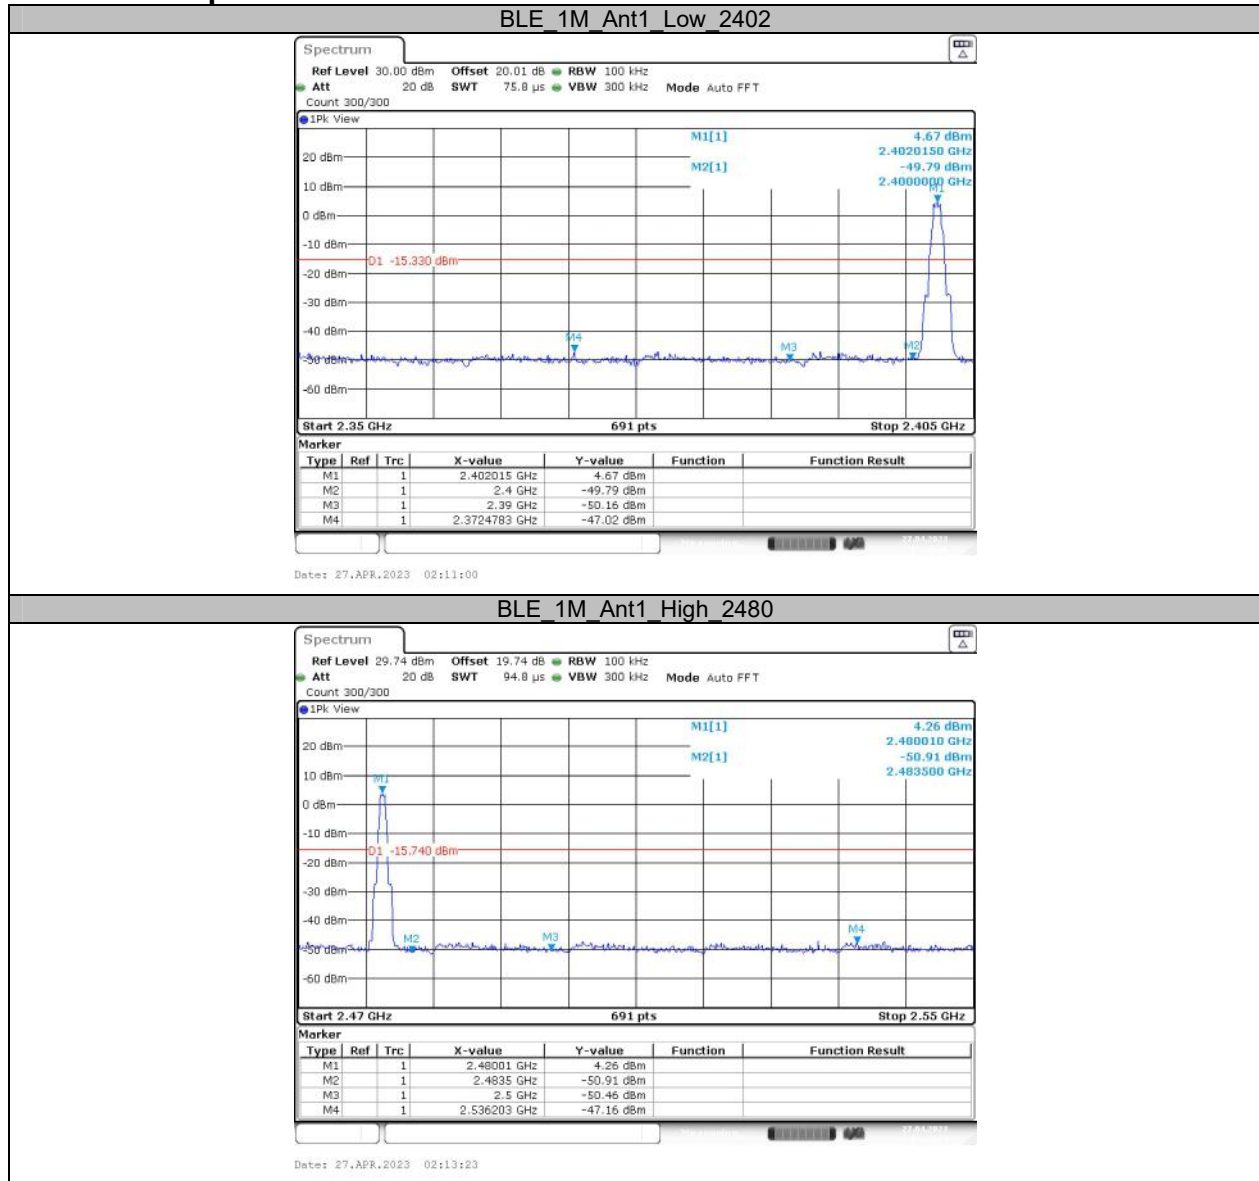 BLE_1M_Ant1_Low_2402
Spectrum
Ref Level 30.00 dBm Offset 20.01 dB RBW 100 kHz
Att 20 dB SWT 75.8 µs VBW 300 kHz Mode Auto FFT
Count 300/300
1Pk View
M1[1] 4.67 dBm
2.4020150 GHz
M2[1] -49.79 dBm
2.4000000 GHz
20 dBm
10 dBm
M1
0 dBm
-10 dBm
D1 -15.330 dBm
-20 dBm
-30 dBm
-40 dBm
M4
M3
M2
-50 dBm
-60 dBm
Start 2.35 GHz 691 pts Stop 2.405 GHz
Marker
Type Ref Trc X-value Y-value Function Function Result
M1 1 2.402015 GHz 4.67 dBm
M2 1 2.4 GHz -49.79 dBm
M3 1 2.39 GHz -50.16 dBm
M4 1 2.3724783 GHz -47.02 dBm
Date: 27.APR.2023 02:11:00
BLE_1M_Ant1_High_2480
Spectrum
Ref Level 29.74 dBm Offset 19.74 dB RBW 100 kHz
Att 20 dB SWT 94.8 µs VBW 300 kHz Mode Auto FFT
Count 300/300
1Pk View
M1[1] 4.26 dBm
2.480010 GHz
M2[1] -50.91 dBm
2.483500 GHz
20 dBm
10 dBm
M1
0 dBm
-10 dBm
D1 -15.740 dBm
-20 dBm
-30 dBm
-40 dBm
M2
M3
M4
-50 dBm
-60 dBm
Start 2.47 GHz 691 pts Stop 2.55 GHz
Marker
Type Ref Trc X-value Y-value Function Function Result
M1 1 2.48001 GHz 4.26 dBm
M2 1 2.4835 GHz -50.91 dBm
M3 1 2.5 GHz -50.46 dBm
M4 1 2.536203 GHz -47.16 dBm
Date: 27.APR.2023 02:13:23